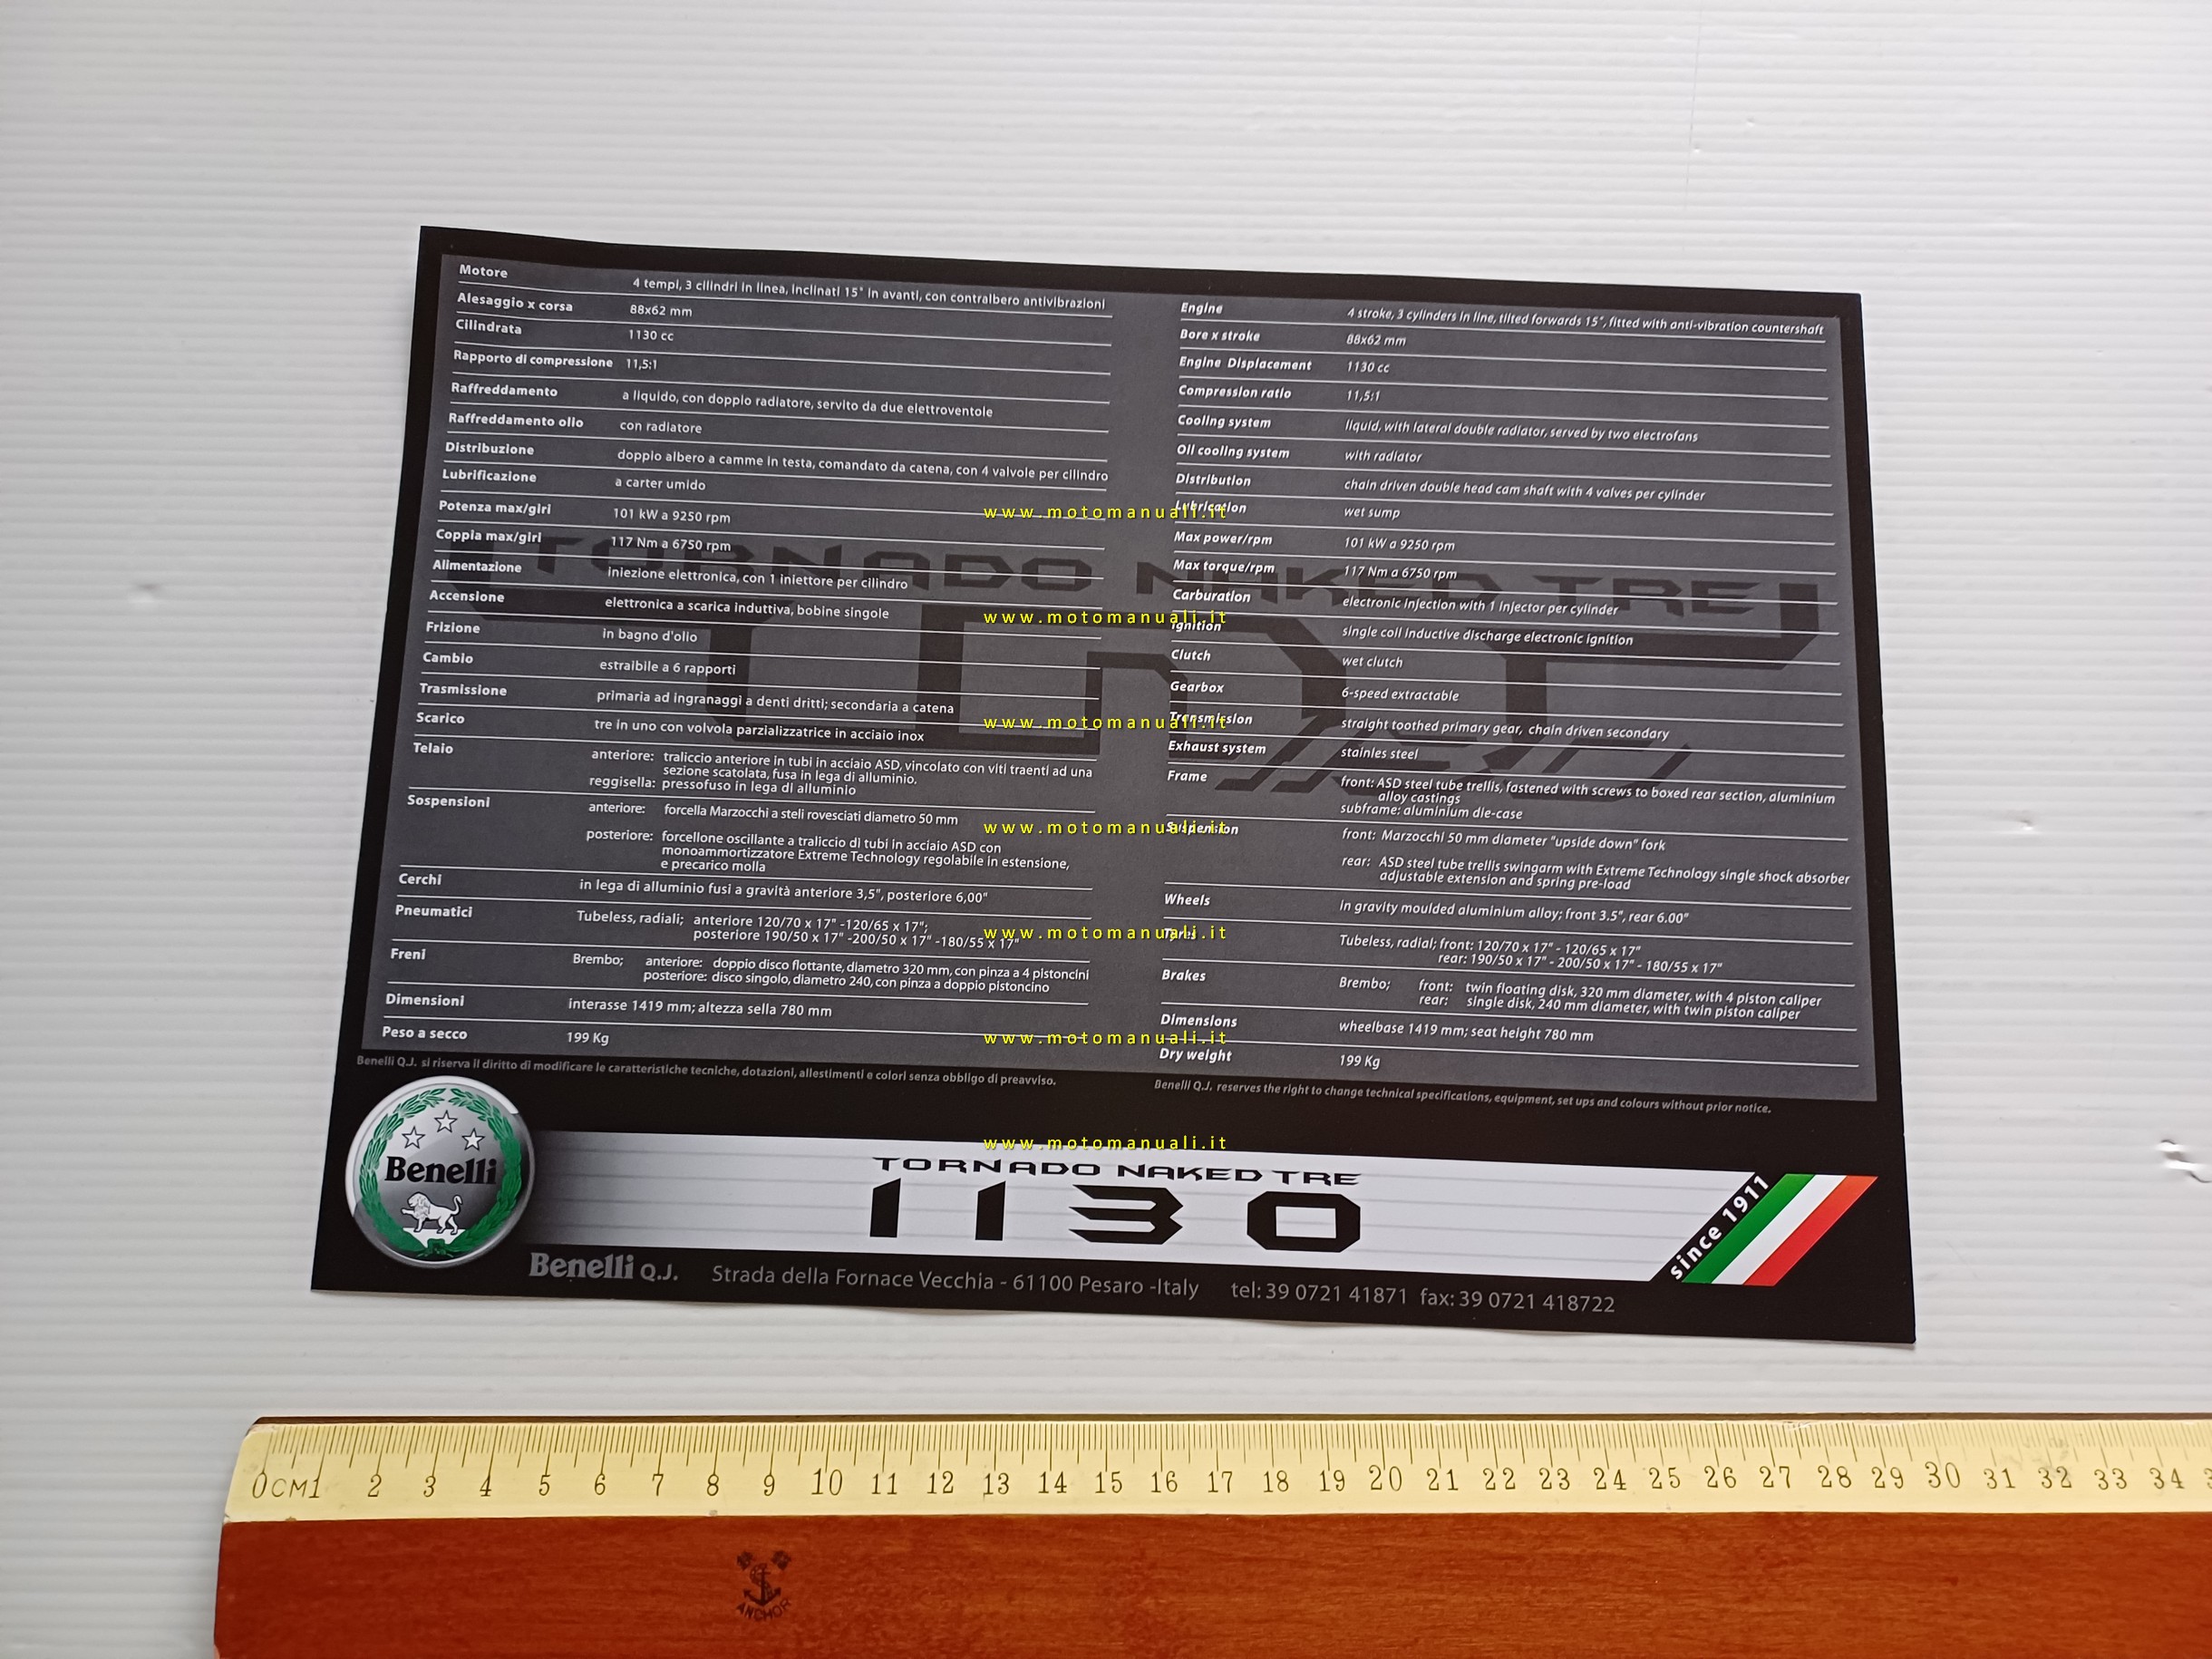 Motore 4 tempi, 3 cilindri in linea, inclinati 15° in avanti, con contralbero antivibrazioni
Alesaggio x corsa 88x62 mm
Cilindrata 1130 cc
Rapporto di compressione 11,5:1
Raffreddamento a liquido, con doppio radiatore, servito da due elettroventole
Raffreddamento olio con radiatore
Distribuzione doppio albero a camme in testa, comandato da catena, con 4 valvole per cilindro
Lubrificazione a carter umido
Potenza max/giri 101 kW a 9250 rpm
Coppia max/giri 117 Nm a 6750 rpm
Alimentazione iniezione elettronica, con 1 iniettore per cilindro
Accensione elettronica a scarica induttiva, bobine singole
Frizione in bagno d'olio
Cambio estraibile a 6 rapporti
Trasmissione primaria ad ingranaggi a denti dritti; secondaria a catena
Scarico tre in uno con volvola parzializzatrice in acciaio inox
Telaio anteriore: traliccio anteriore in tubi in acciaio ASD, vincolato con viti traenti ad una
sezione scatolata, fusa in lega di alluminio.
reggisella: pressofuso in lega di alluminio
Sospensioni anteriore: forcella Marzocchi a steli rovesciati diametro 50 mm
posteriore: forcellone oscillante a traliccio di tubi in acciaio ASD con
monoammortizzatore Extreme Technology regolabile in estensione,
e precarico molla
Cerchi in lega di alluminio fusi a gravità anteriore 3,5", posteriore 6,00"
Pneumatici Tubeless, radiali; anteriore 120/70 x 17" -120/65 x 17";
posteriore 190/50 x 17" -200/50 x 17" -180/55 x 17"
Freni Brembo; anteriore: doppio disco flottante, diametro 320 mm, con pinza a 4 pistoncini
posteriore: disco singolo, diametro 240, con pinza a doppio pistoncino
Dimensioni interasse 1419 mm; altezza sella 780 mm
Peso a secco 199 Kg
Benelli Q.J. si riserva il diritto di modificare le caratteristiche tecniche, dotazioni, allestimenti e colori senza obbligo di preavviso.
Engine 4 stroke, 3 cylinders in line, tilted forwards 15°, fitted with anti-vibration countershaft
Bore x stroke 88x62 mm
Engine Displacement 1130 cc
Compression ratio 11,5:1
Cooling system liquid, with lateral double radiator, served by two electrofans
Oil cooling system with radiator
Distribution chain driven double head cam shaft with 4 valves per cylinder
Lubrication wet sump
Max power/rpm 101 kW a 9250 rpm
Max torque/rpm 117 Nm a 6750 rpm
Carburation electronic injection with 1 injector per cylinder
Ignition single coil inductive discharge electronic ignition
Clutch wet clutch
Gearbox 6-speed extractable
Transmission straight toothed primary gear, chain driven secondary
Exhaust system stainles steel
Frame front: ASD steel tube trellis, fastened with screws to boxed rear section, aluminium
alloy castings
subframe: aluminium die-case
Suspension front: Marzocchi 50 mm diameter "upside down" fork
rear: ASD steel tube trellis swingarm with Extreme Technology single shock absorber
adjustable extension and spring pre-load
Wheels in gravity moulded aluminium alloy; front 3.5", rear 6.00"
Tyres Tubeless, radial; front: 120/70 x 17" - 120/65 x 17"
rear: 190/50 x 17" - 200/50 x 17" - 180/55 x 17"
Brakes Brembo; front: twin floating disk, 320 mm diameter, with 4 piston caliper
rear: single disk, 240 mm diameter, with twin piston caliper
Dimensions wheelbase 1419 mm; seat height 780 mm
Dry weight 199 Kg
Benelli Q.J. reserves the right to change technical specifications, equipment, set ups and colours without prior notice.
TORNADO NAKED TRE
www.motomanuali.it
www.motomanuali.it
www.motomanuali.it
www.motomanuali.it
www.motomanuali.it
www.motomanuali.it
www.motomanuali.it
Benelli
TORNADO NAKED TRE
1130
since 1911
Benelli Q.J. Strada della Fornace Vecchia - 61100 Pesaro -Italy tel: 39 0721 41871 fax: 39 0721 418722
0CM1 2 3 4 5 6 7 8 9 10 11 12 13 14 15 16 17 18 19 20 21 22 23 24 25 26 27 28 29 30 31 32 33 34
ANCHOR